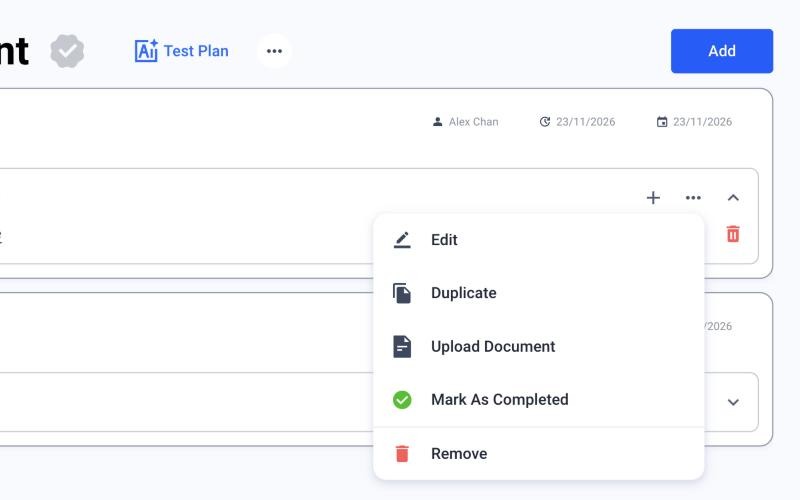 Test Plan
Add
Alex Chan 23/11/2026 23/11/2026
Edit
Duplicate
Upload Document
Mark As Completed
Remove